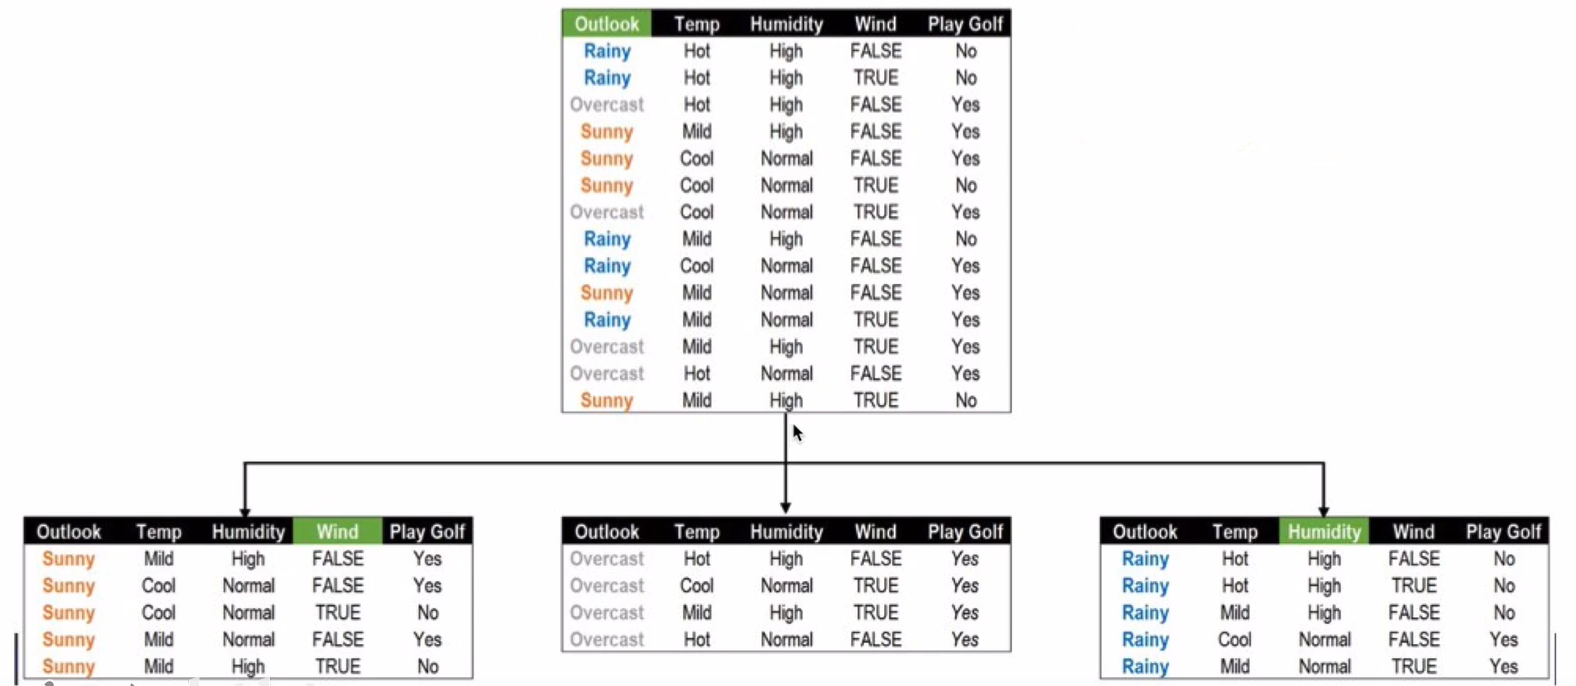 Outlook Temp Humidity Wind Play Golf
Rainy Hot High FALSE No
Rainy Hot High TRUE No
Overcast Hot High FALSE Yes
Sunny Mild High FALSE Yes
Sunny Cool Normal FALSE Yes
Sunny Cool Normal TRUE No
Overcast Cool Normal TRUE Yes
Rainy Mild High FALSE No
Rainy Cool Normal FALSE Yes
Sunny Mild Normal FALSE Yes
Rainy Mild Normal TRUE Yes
Overcast Mild High TRUE Yes
Overcast Hot Normal FALSE Yes
Sunny Mild High TRUE No
Outlook Temp Humidity Wind Play Golf
Sunny Mild High FALSE Yes
Sunny Cool Normal FALSE Yes
Sunny Cool Normal TRUE No
Sunny Mild Normal FALSE Yes
Sunny Mild High TRUE No
Outlook Temp Humidity Wind Play Golf
Overcast Hot High FALSE Yes
Overcast Cool Normal TRUE Yes
Overcast Mild High TRUE Yes
Overcast Hot Normal FALSE Yes
Outlook Temp Humidity Wind Play Golf
Rainy Hot High FALSE No
Rainy Hot High TRUE No
Rainy Mild High FALSE No
Rainy Cool Normal FALSE Yes
Rainy Mild Normal TRUE Yes